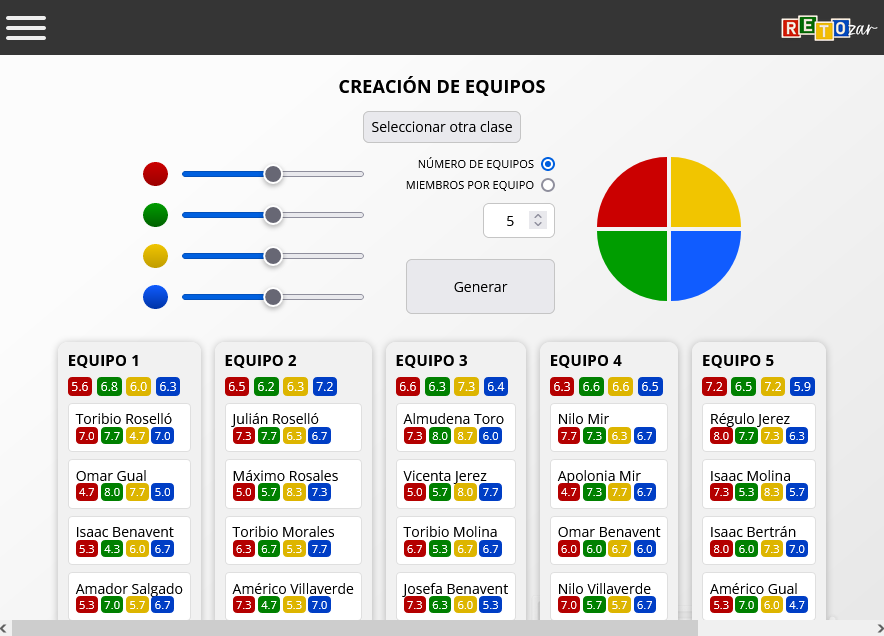 RETOzar
CREACIÓN DE EQUIPOS
Seleccionar otra clase
NÚMERO DE EQUIPOS
MIEMBROS POR EQUIPO
5
Generar
EQUIPO 1
5.6 6.8 6.0 6.3
Toribio Roselló
7.0 7.7 4.7 7.0
Omar Gual
4.7 8.0 7.7 5.0
Isaac Benavent
5.3 4.3 6.0 6.7
Amador Salgado
5.3 7.0 5.7 6.7
EQUIPO 2
6.5 6.2 6.3 7.2
Julián Roselló
7.3 7.7 6.3 6.7
Máximo Rosales
5.0 5.7 8.3 7.3
Toribio Morales
6.3 6.7 5.3 7.7
Américo Villaverde
7.3 4.7 5.3 7.0
EQUIPO 3
6.6 6.3 7.3 6.4
Almudena Toro
7.3 8.0 8.7 6.0
Vicenta Jerez
5.0 5.7 8.0 7.7
Toribio Molina
6.7 5.3 6.7 6.7
Josefa Benavent
7.3 6.3 6.0 5.3
EQUIPO 4
6.3 6.6 6.6 6.5
Nilo Mir
7.7 7.3 6.3 6.7
Apolonia Mir
4.7 7.3 7.7 6.7
Omar Benavent
6.0 6.0 6.7 6.0
Nilo Villaverde
7.0 5.7 5.7 6.7
EQUIPO 5
7.2 6.5 7.2 5.9
Régulo Jerez
8.0 7.7 7.3 6.3
Isaac Molina
7.3 5.3 8.3 5.7
Isaac Bertrán
8.0 6.0 7.3 7.0
Américo Gual
5.3 7.0 6.0 4.7